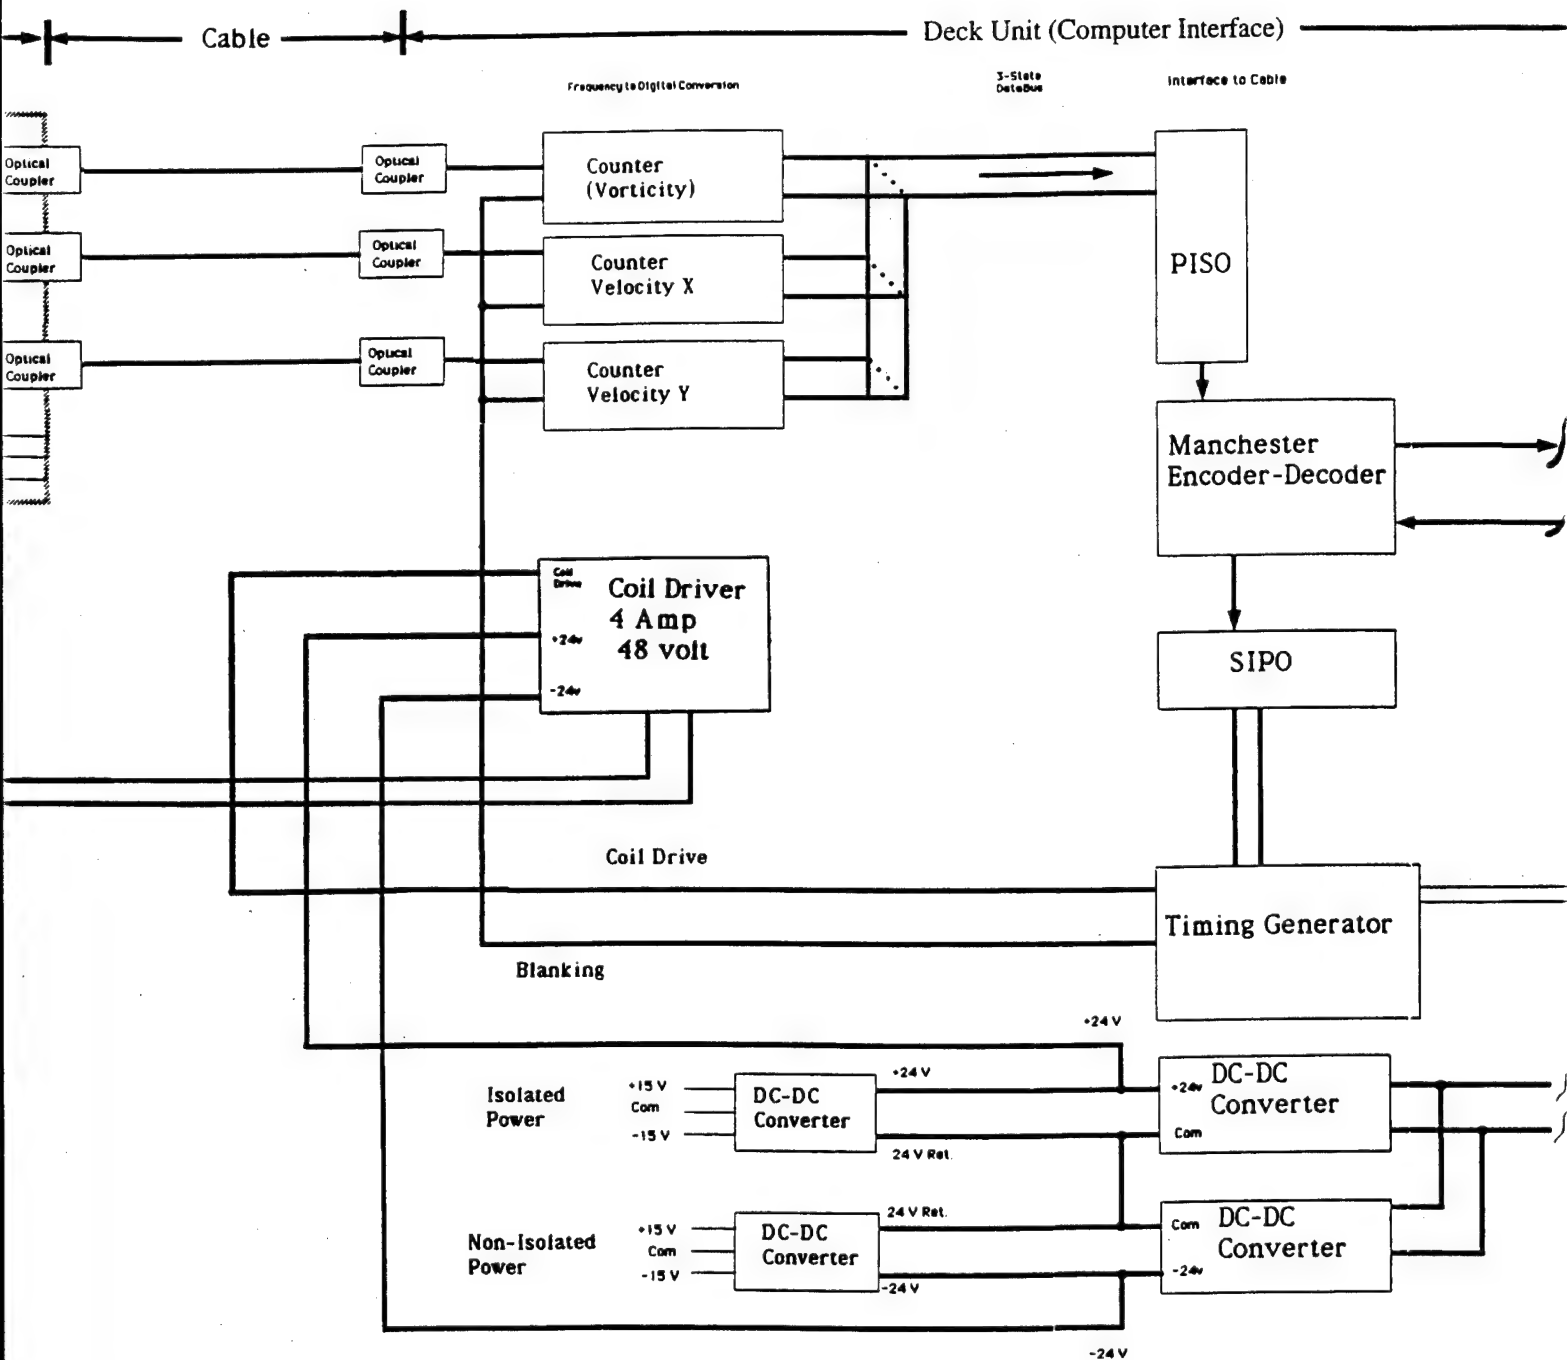 Cable
Deck Unit (Computer Interface)
Frequency to Digital Conversion
3-State
DataBus
Interface to Cable
Optical
Coupler
Optical
Coupler
Counter
(Vorticity)
Optical
Coupler
Optical
Coupler
Counter
Velocity X
PISO
Optical
Coupler
Optical
Coupler
Counter
Velocity Y
Manchester
Encoder-Decoder
Coil
Drive
+24v
-24v
Coil Driver
4 Amp
48 volt
SIPO
Coil Drive
Timing Generator
Blanking
+24 V
Isolated
Power
+15 V
Com
-15 V
DC-DC
Converter
+24 V
24 V Ret.
+24v
Com
DC-DC
Converter
Non-Isolated
Power
+15 V
Com
-15 V
DC-DC
Converter
24 V Ret.
-24 V
Com
-24v
DC-DC
Converter
-24 V